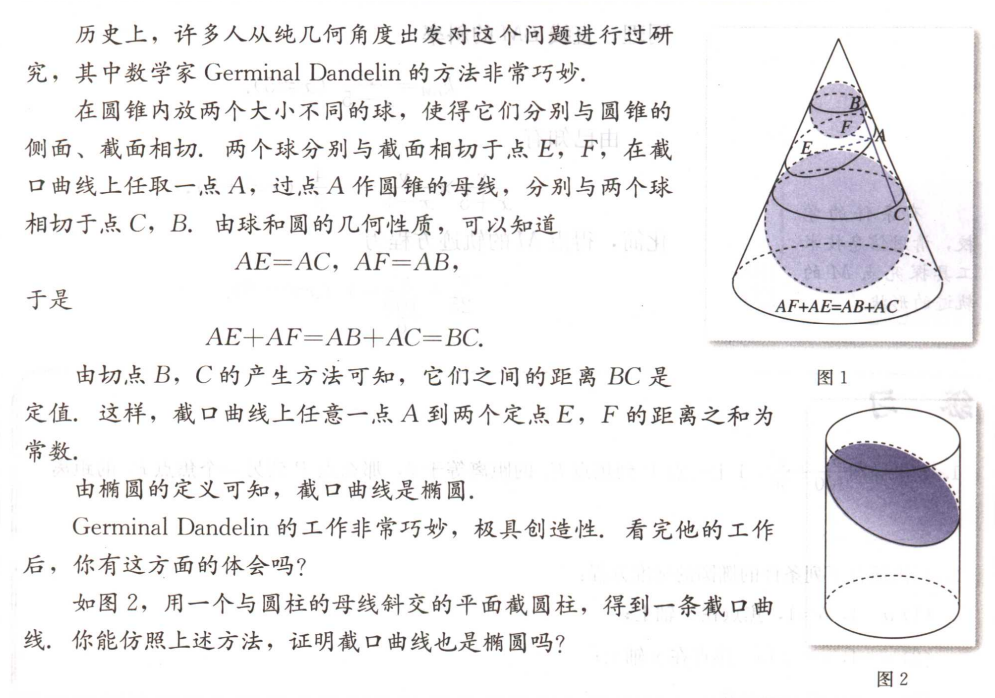 历史上，许多人从纯几何角度出发对这个问题进行过研
究，其中数学家 Germinal Dandelin 的方法非常巧妙.
在圆锥内放两个大小不同的球，使得它们分别与圆锥的
侧面、截面相切. 两个球分别与截面相切于点 E，F，在截
口曲线上任取一点 A，过点 A 作圆锥的母线，分别与两个球
相切于点 C，B. 由球和圆的几何性质，可以知道
AE=AC，AF=AB，
于是
AE+AF=AB+AC=BC.
由切点 B，C 的产生方法可知，它们之间的距离 BC 是
定值. 这样，截口曲线上任意一点 A 到两个定点 E，F 的距离之和为
常数.
由椭圆的定义可知，截口曲线是椭圆.
Germinal Dandelin 的工作非常巧妙，极具创造性. 看完他的工作
后，你有这方面的体会吗？
如图 2，用一个与圆柱的母线斜交的平面截圆柱，得到一条截口曲
线. 你能仿照上述方法，证明截口曲线也是椭圆吗？
B
F
A
E
C
AF+AE=AB+AC
图 1
图 2